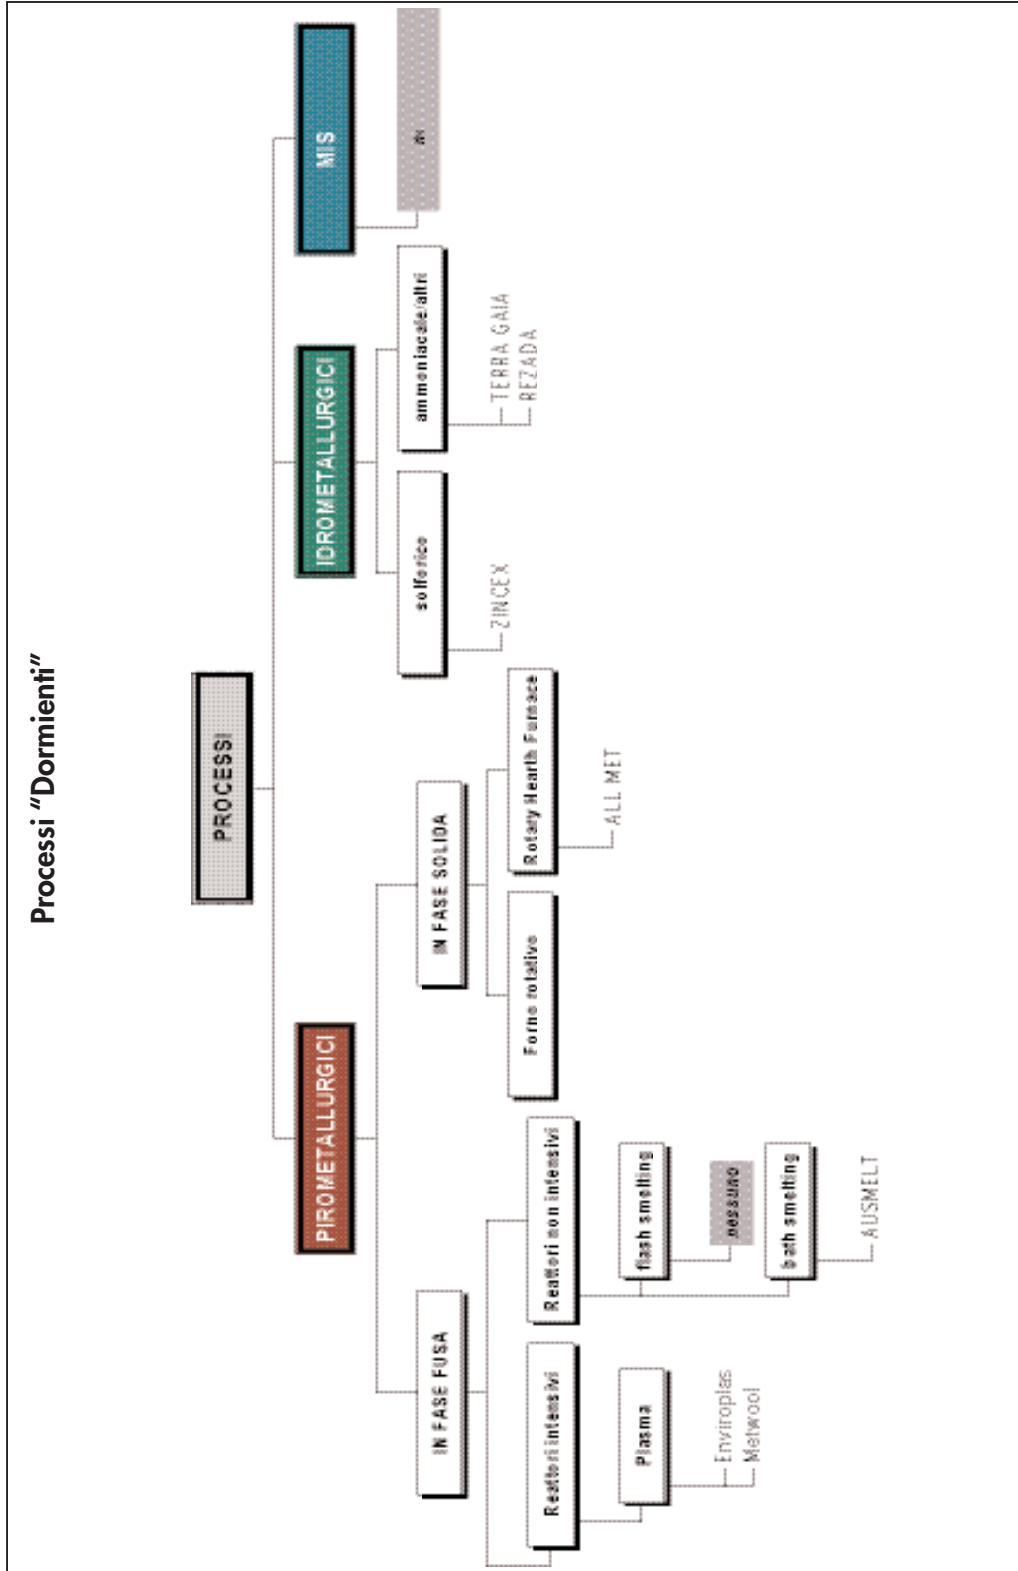 Processi “Dormienti”
PROCESSI
PIROMETALLURGICI
IDROMETALLURGICI
MIS
IN FASE FUSA
IN FASE SOLIDA
solforico
ammoniacale/altri
Reattori intensivi
Reattori non intensivi
Forno rotativo
Rotary Hearth Furnace
ZINCEX
TERRA GAIA
REZADA
Plasma
flash smelting
ALL MET
Enviroplas
Metwool
nessuno
bath smelting
AUSMELT